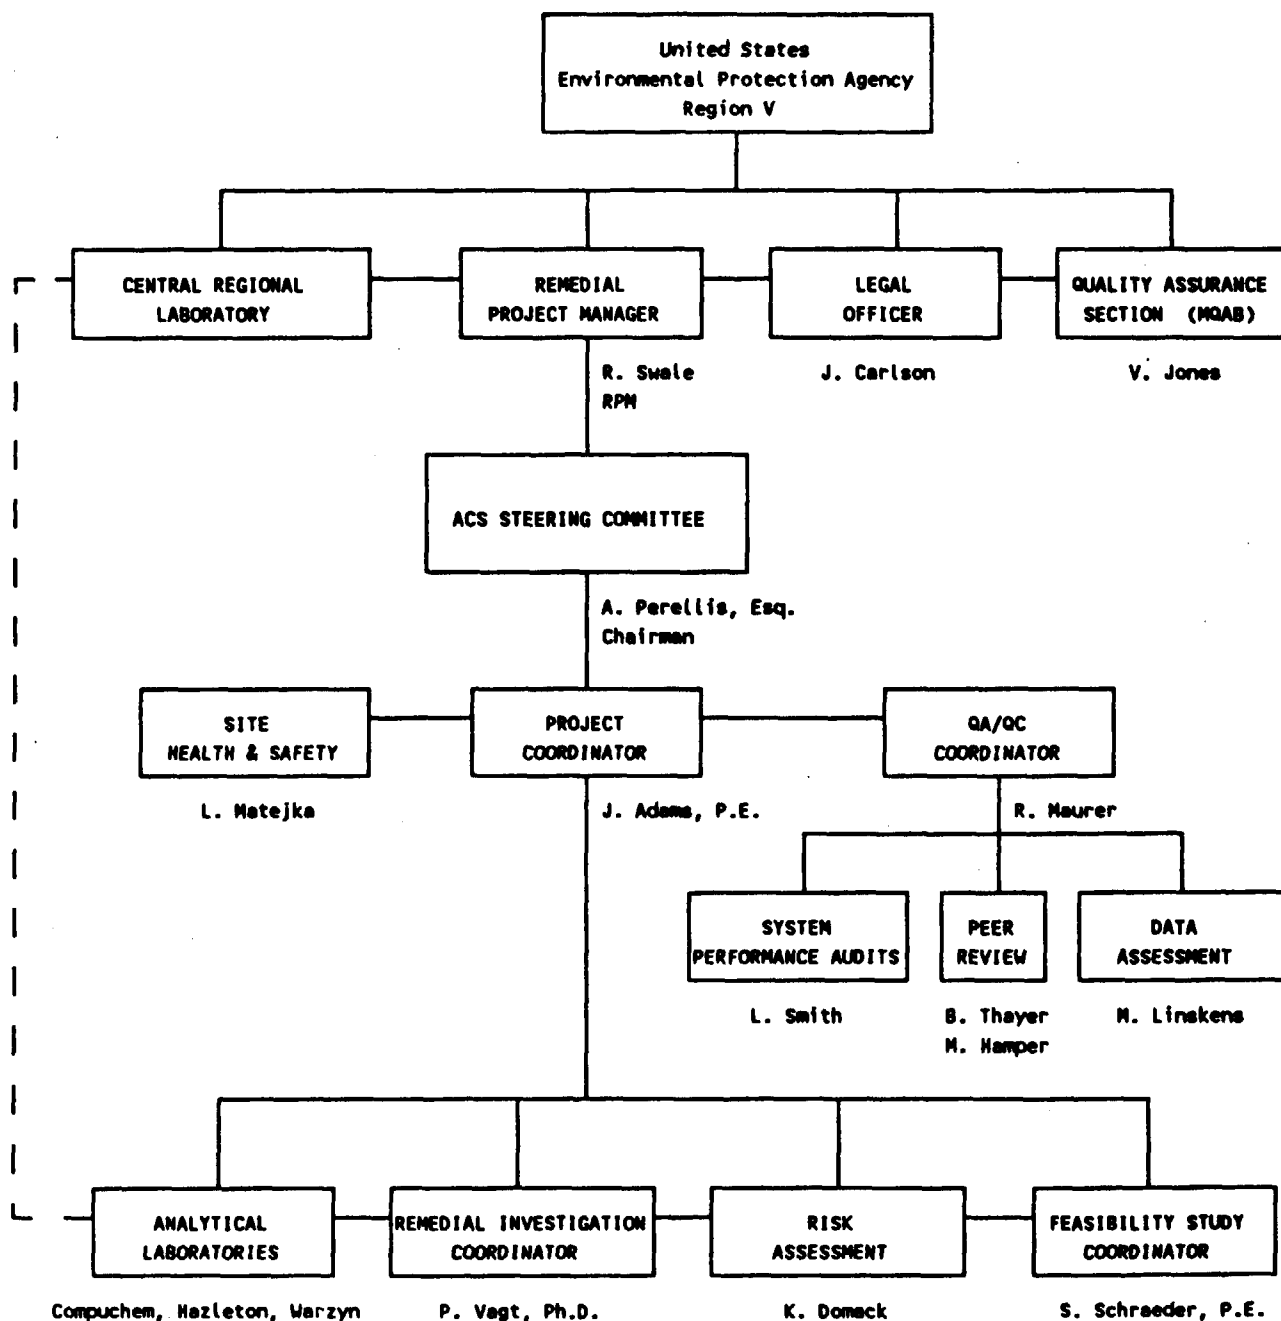 United States
Environmental Protection Agency
Region V
CENTRAL REGIONAL
LABORATORY
REMEDIAL
PROJECT MANAGER
LEGAL
OFFICER
QUALITY ASSURANCE
SECTION (MQAB)
R. Swale
RPM
J. Carlson
V. Jones
ACS STEERING COMMITTEE
A. Perellis, Esq.
Chairman
SITE
HEALTH & SAFETY
PROJECT
COORDINATOR
QA/QC
COORDINATOR
L. Matejka
J. Adams, P.E.
R. Maurer
SYSTEM
PERFORMANCE AUDITS
PEER
REVIEW
DATA
ASSESSMENT
L. Smith
B. Thayer
M. Hamper
M. Linskens
ANALYTICAL
LABORATORIES
REMEDIAL INVESTIGATION
COORDINATOR
RISK
ASSESSMENT
FEASIBILITY STUDY
COORDINATOR
Compuchem, Hazleton, Warzyn
P. Vagt, Ph.D.
K. Domack
S. Schraeder, P.E.